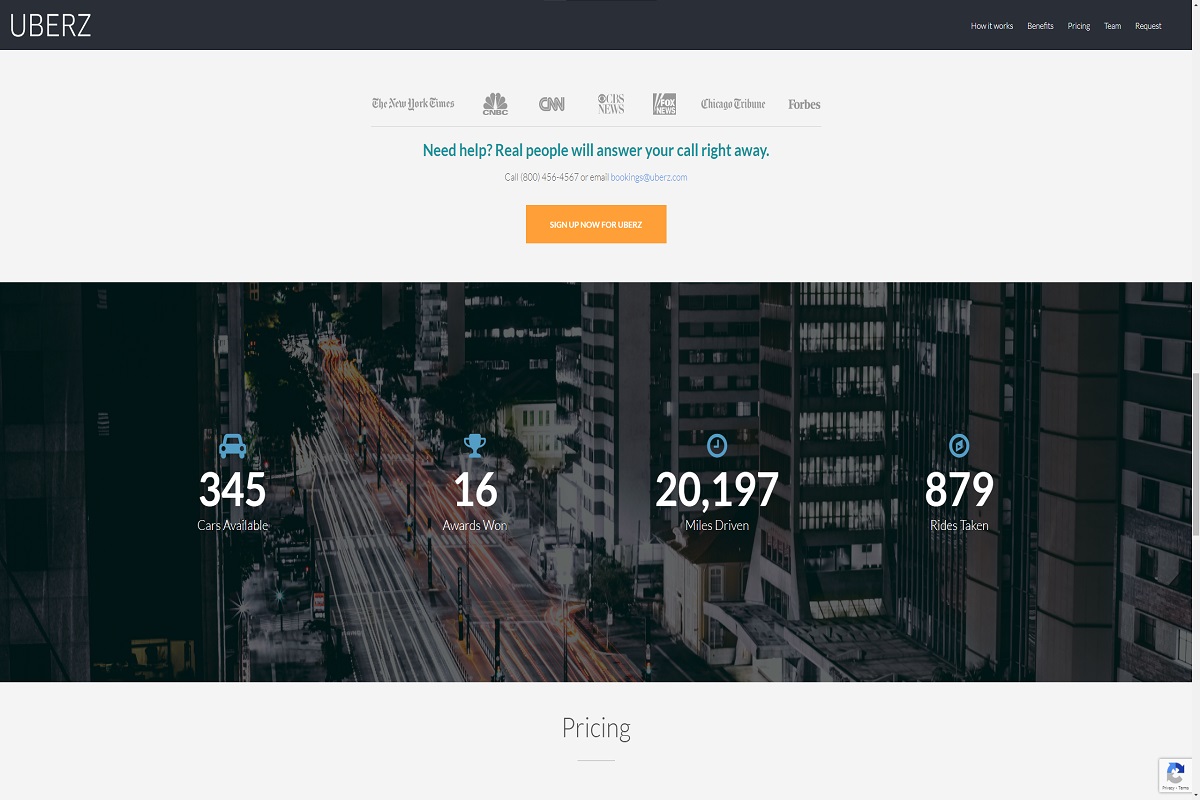 UBERZ
How it works Benefits Pricing Team Request
The New York Times CNBC CNN CBS NEWS FOX NEWS Chicago Tribune Forbes
Need help? Real people will answer your call right away.
Call (800) 456-4567 or email bookings@uberz.com
SIGN UP NOW FOR UBERZ
345 16 20,197 879
Cars Available Awards Won Miles Driven Rides Taken
Pricing
Privacy - Terms